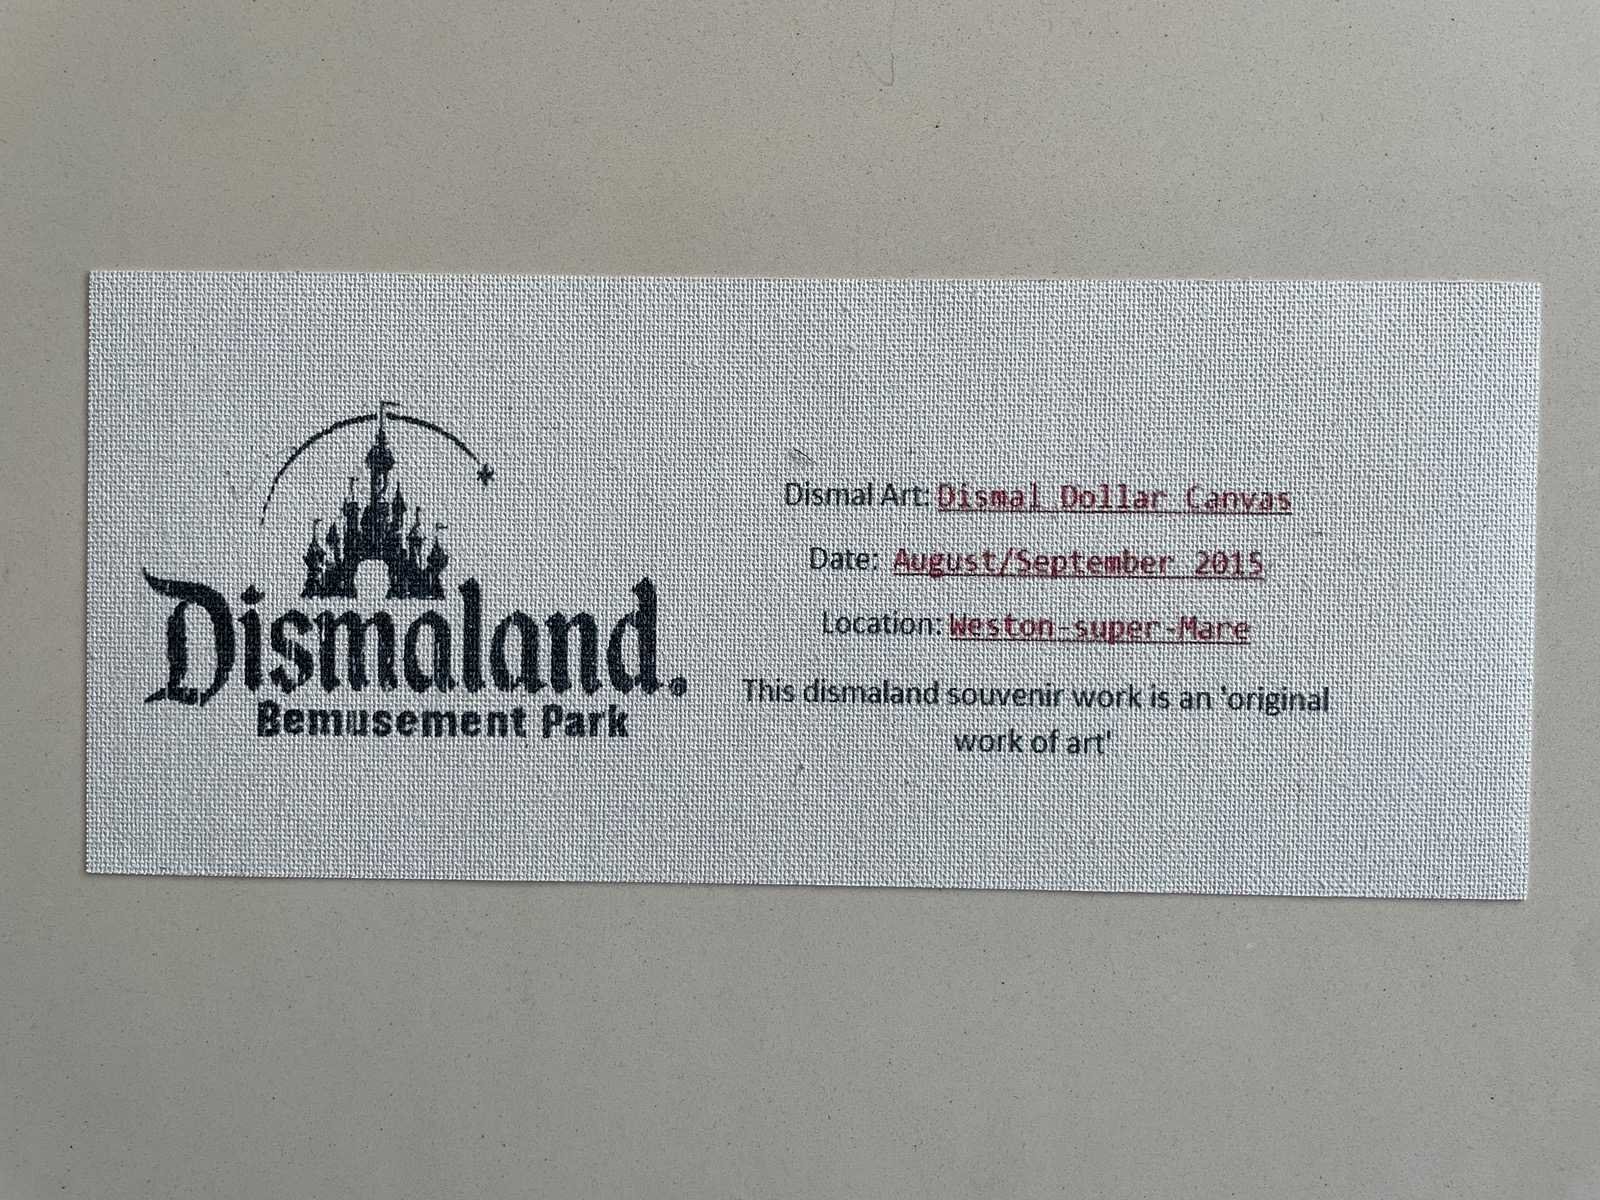 Dismaland.
Bemusement Park
Dismal Art: Dismal Dollar Canvas
Date: August/September 2015
Location: Weston-super-Mare
This dismaland souvenir work is an 'original
work of art'